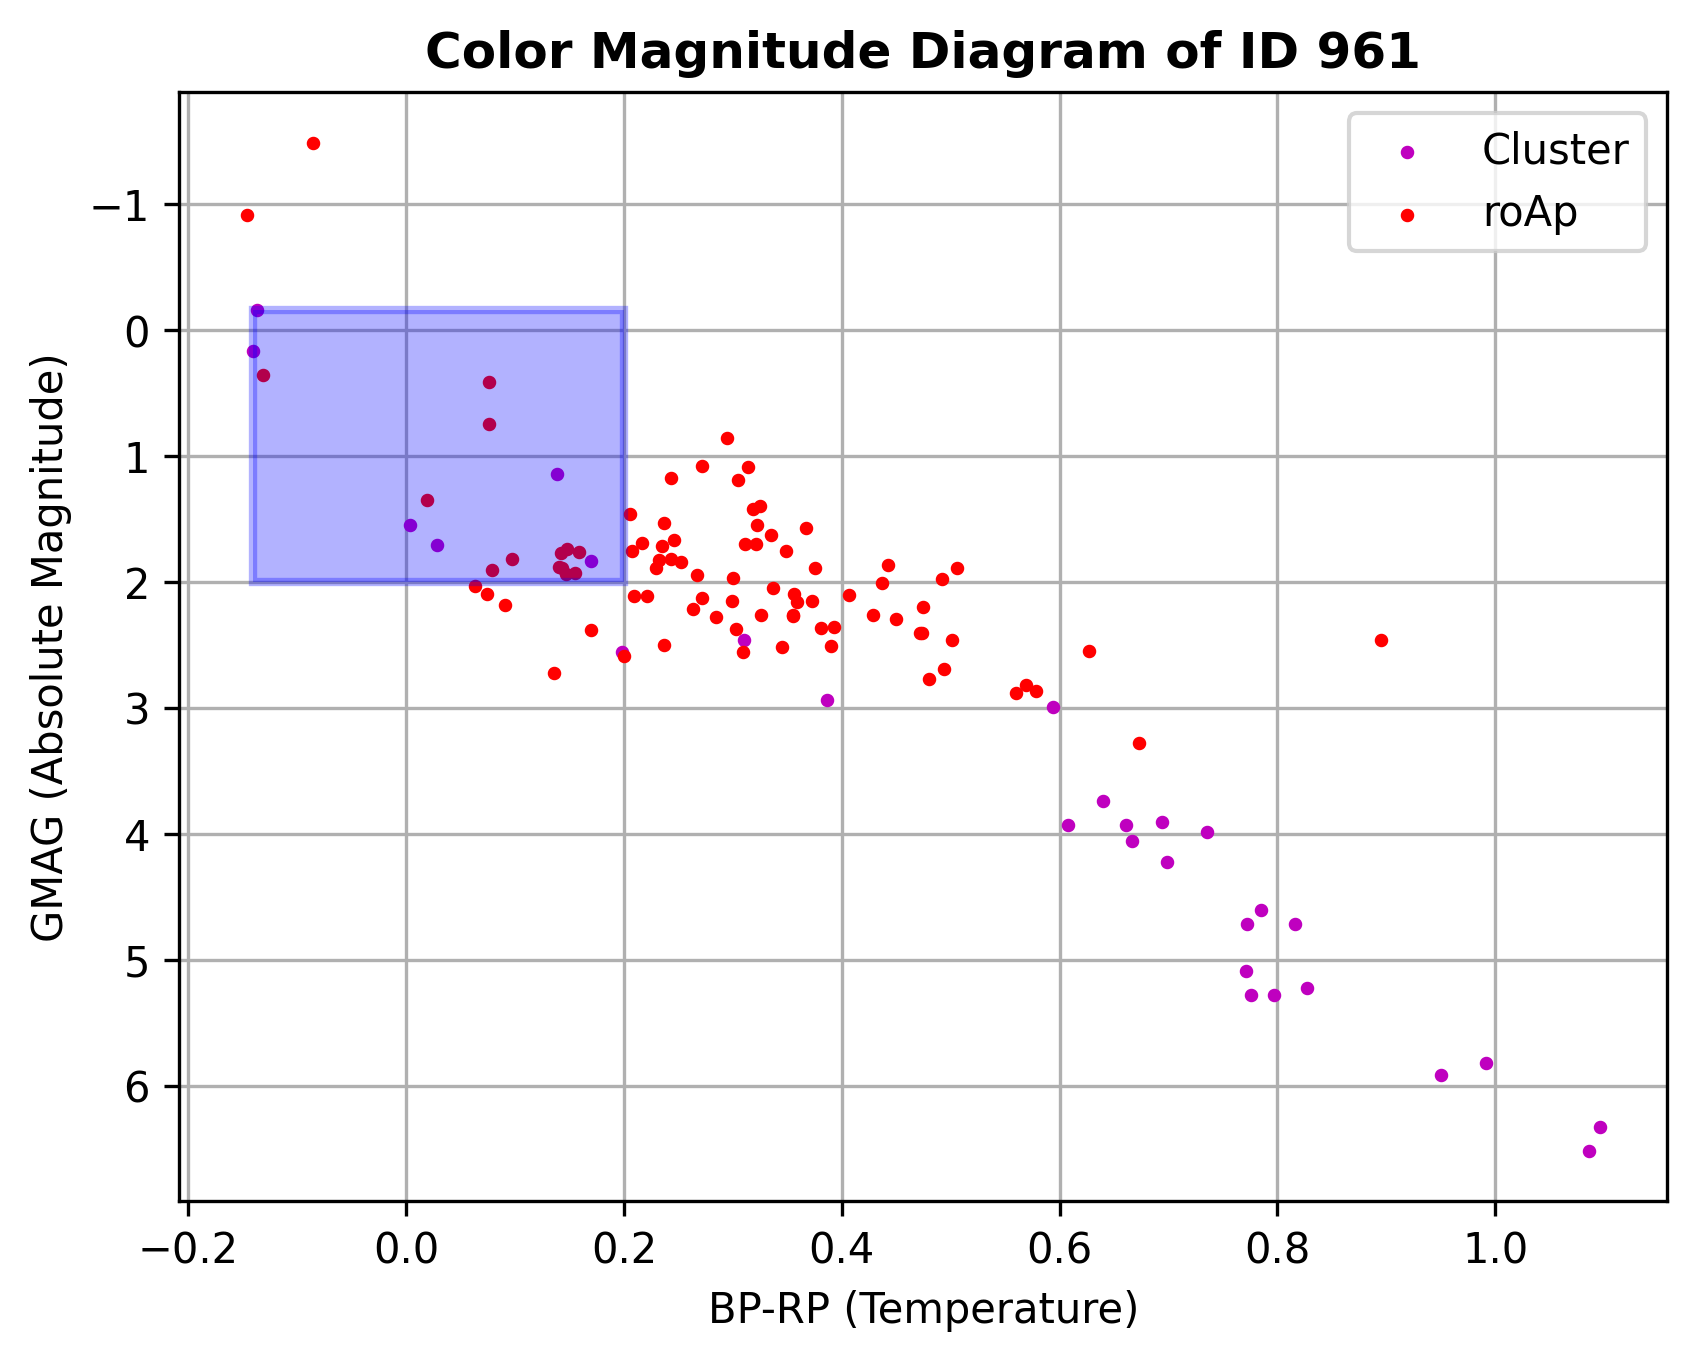 Color Magnitude Diagram of ID 961
Cluster
roAp
GMAG (Absolute Magnitude)
−1
0
1
2
3
4
5
6
−0.2 0.0 0.2 0.4 0.6 0.8 1.0
BP-RP (Temperature)